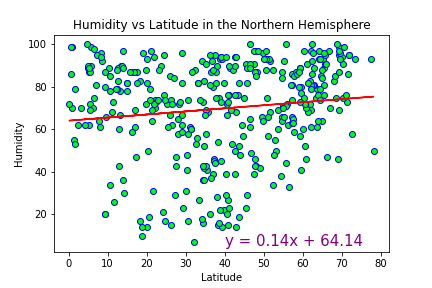 Humidity vs Latitude in the Northern Hemisphere
100
80
60
40
20
Humidity
y = 0.14x + 64.14
0 10 20 30 40 50 60 70 80
Latitude